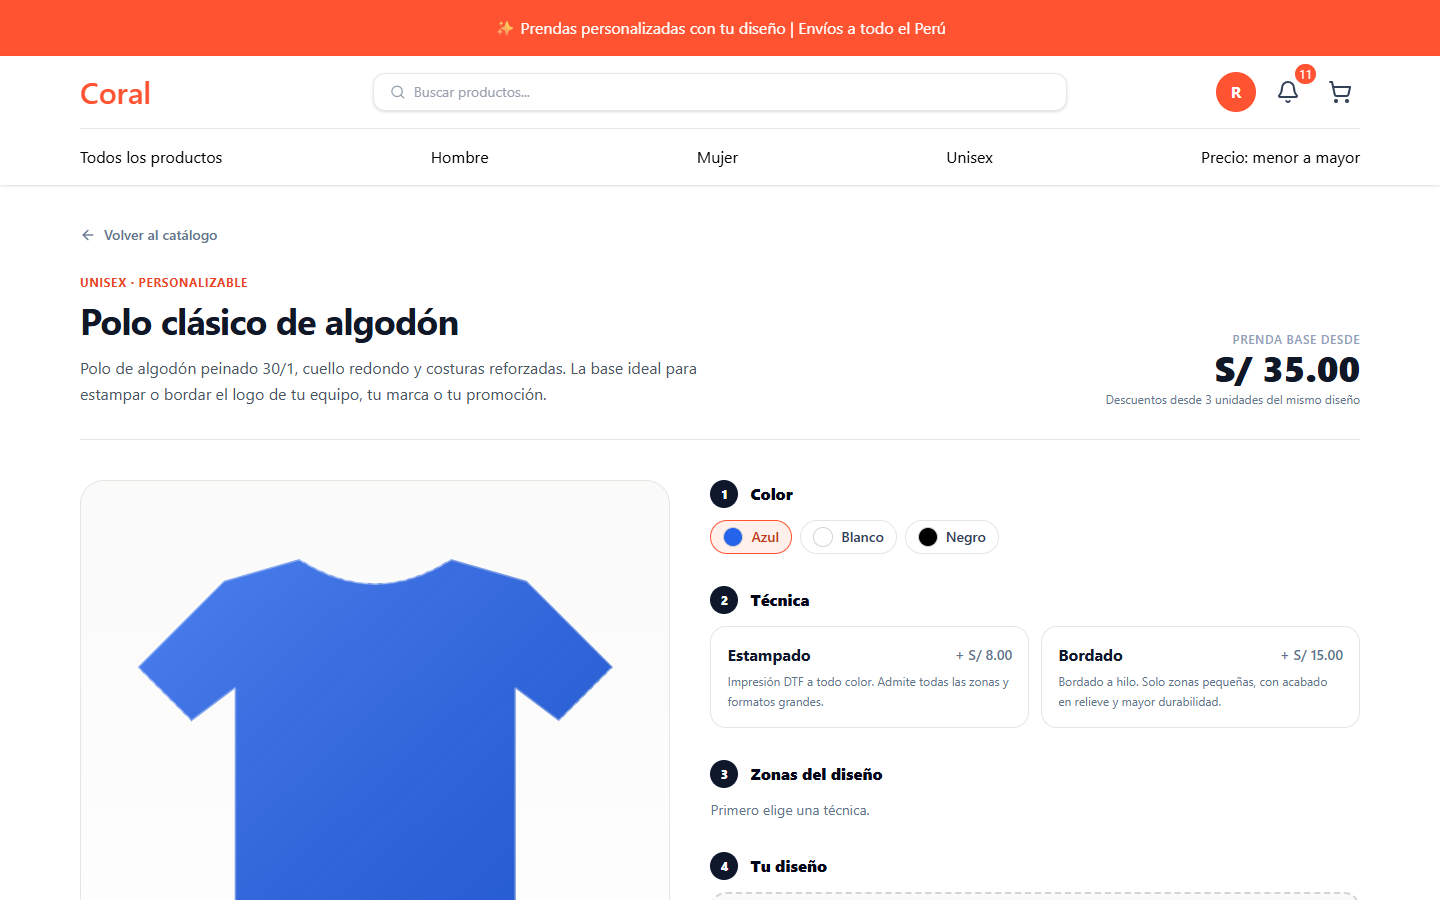 ✨ Prendas personalizadas con tu diseño | Envíos a todo el Perú
Coral
Buscar productos...
R
11
Todos los productos
Hombre
Mujer
Unisex
Precio: menor a mayor
Volver al catálogo
UNISEX · PERSONALIZABLE
Polo clásico de algodón
Polo de algodón peinado 30/1, cuello redondo y costuras reforzadas. La base ideal para
estampar o bordar el logo de tu equipo, tu marca o tu promoción.
PRENDA BASE DESDE
S/ 35.00
Descuentos desde 3 unidades del mismo diseño
1 Color
Azul
Blanco
Negro
2 Técnica
Estampado + S/ 8.00
Impresión DTF a todo color. Admite todas las zonas y
formatos grandes.
Bordado + S/ 15.00
Bordado a hilo. Solo zonas pequeñas, con acabado
en relieve y mayor durabilidad.
3 Zonas del diseño
Primero elige una técnica.
4 Tu diseño